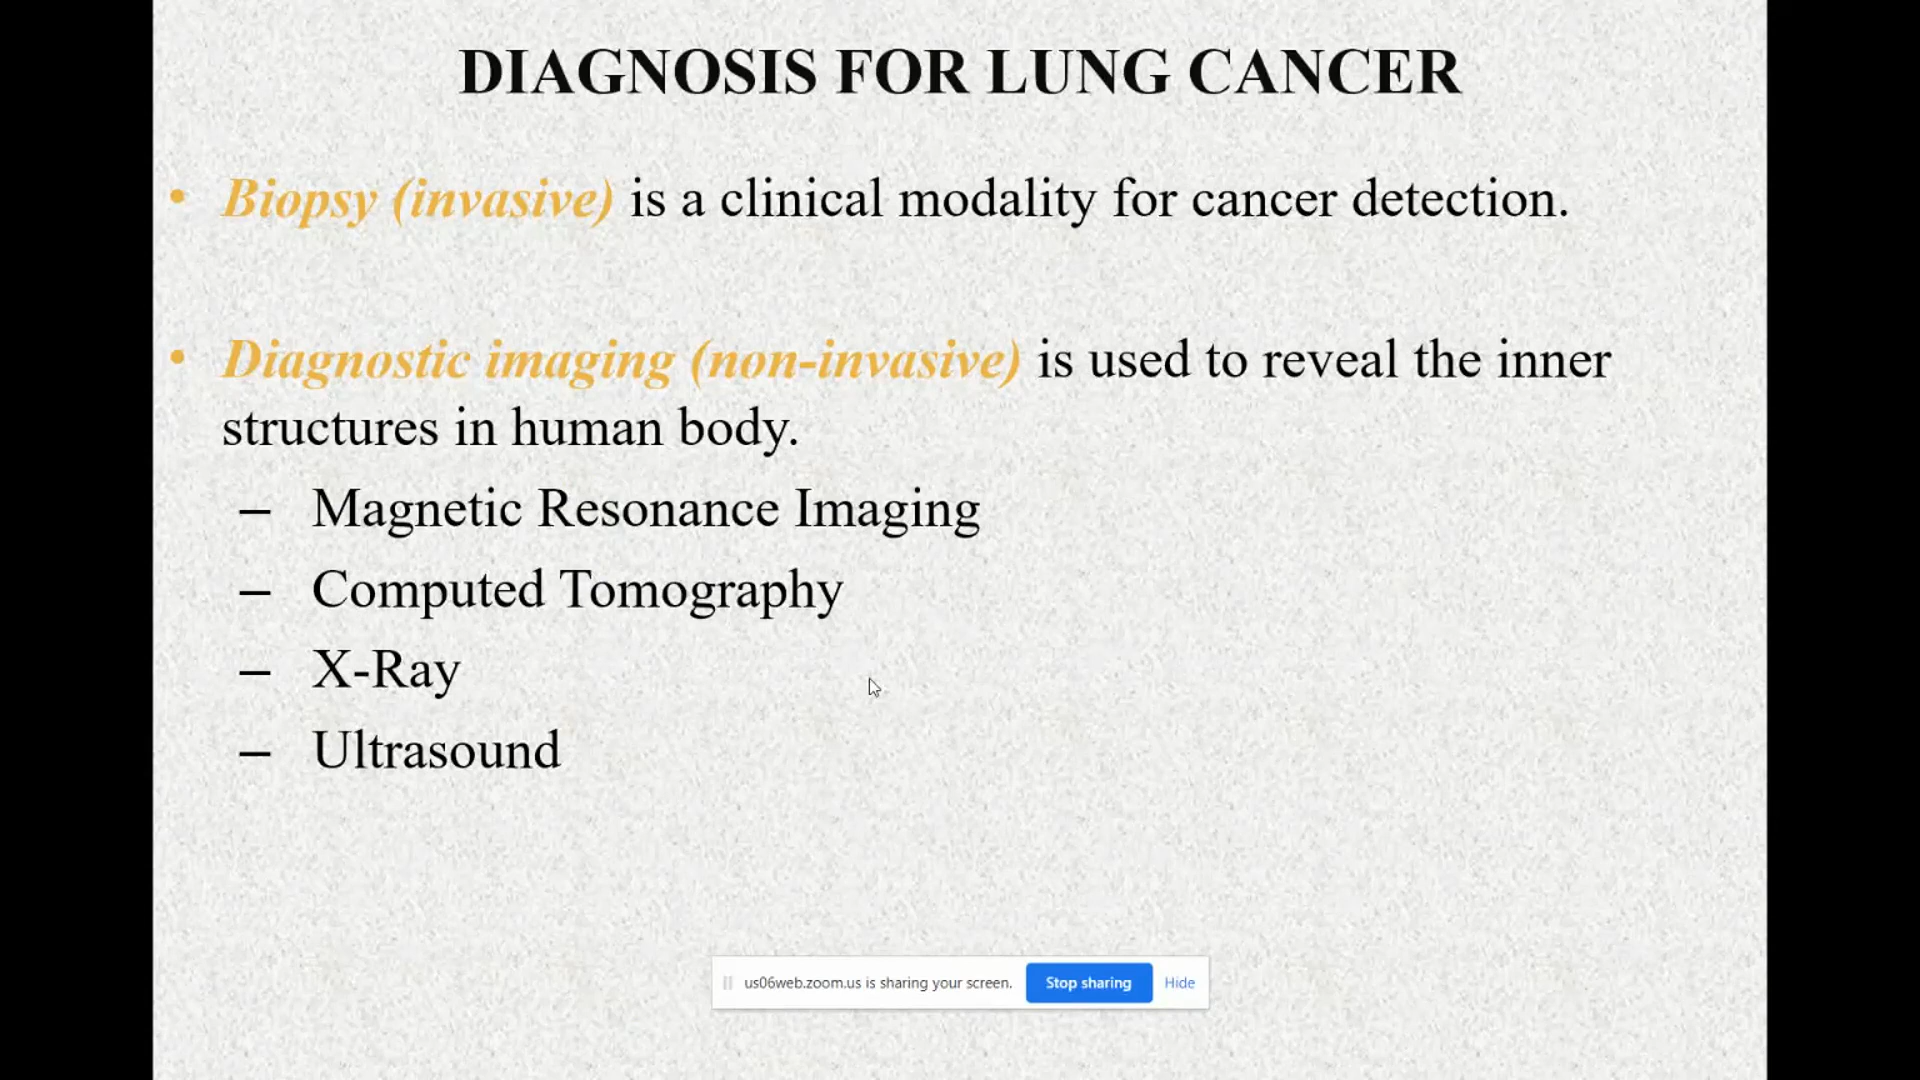 DIAGNOSIS FOR LUNG CANCER
• Biopsy (invasive) is a clinical modality for cancer detection.
• Diagnostic imaging (non-invasive) is used to reveal the inner
structures in human body.
– Magnetic Resonance Imaging
– Computed Tomography
– X-Ray
– Ultrasound
us06web.zoom.us is sharing your screen. Stop sharing Hide